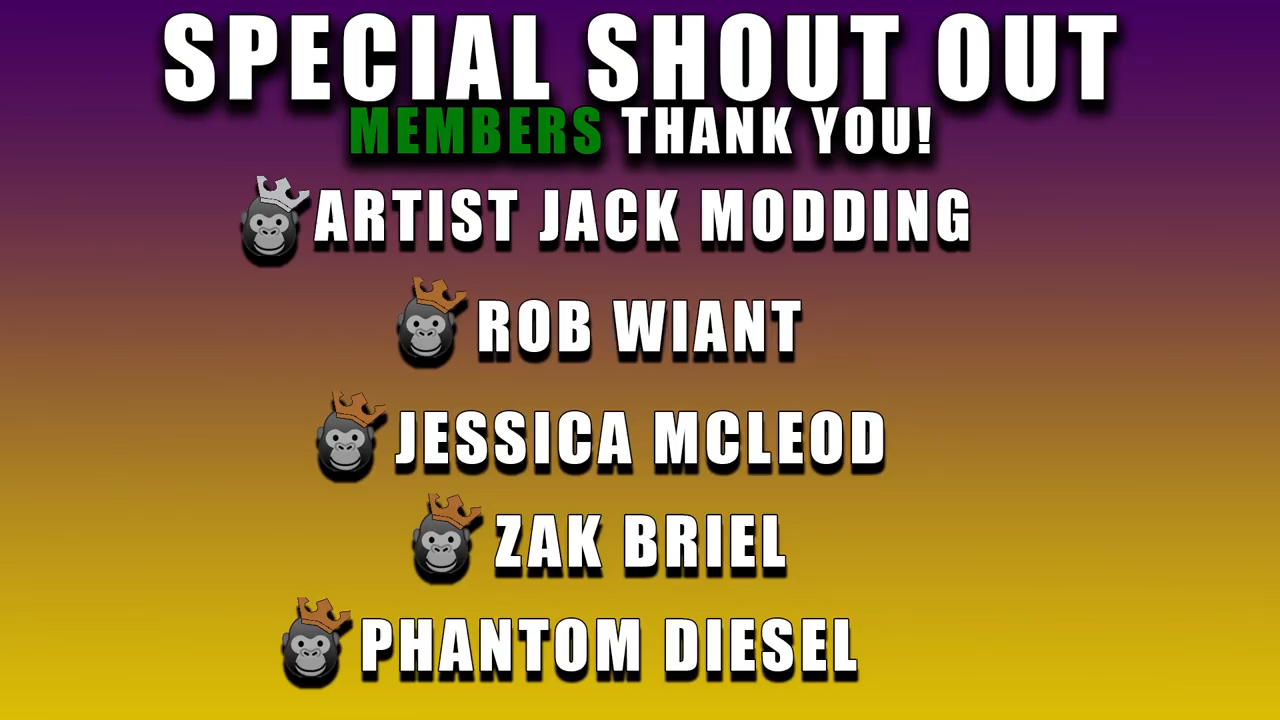 SPECIAL SHOUT OUT
MEMBERS THANK YOU!
ARTIST JACK MODDING
ROB WIANT
JESSICA MCLEOD
ZAK BRIEL
PHANTOM DIESEL